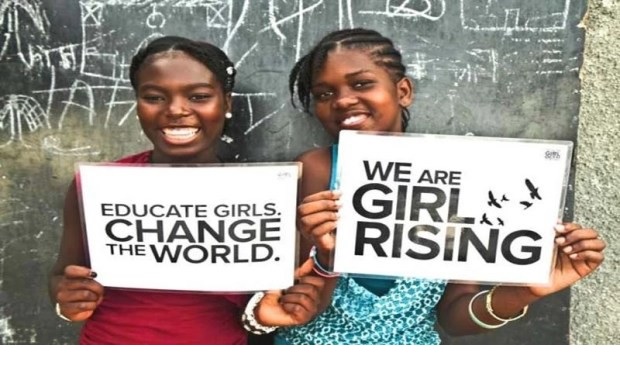 EDUCATE GIRLS.
CHANGE
THE WORLD.
WE ARE
GIRL
RISING